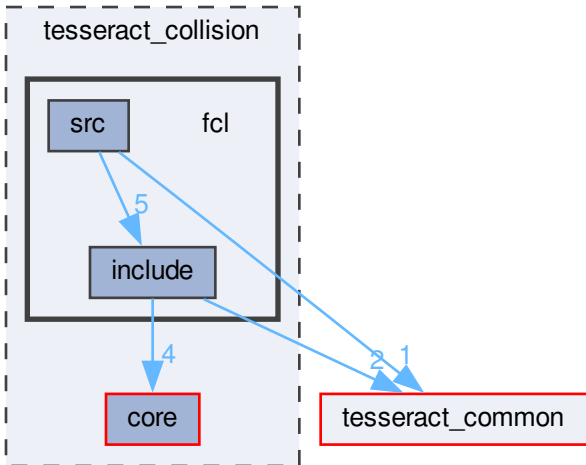 tesseract_collision
src
fcl
5
include
4
2
1
core
tesseract_common